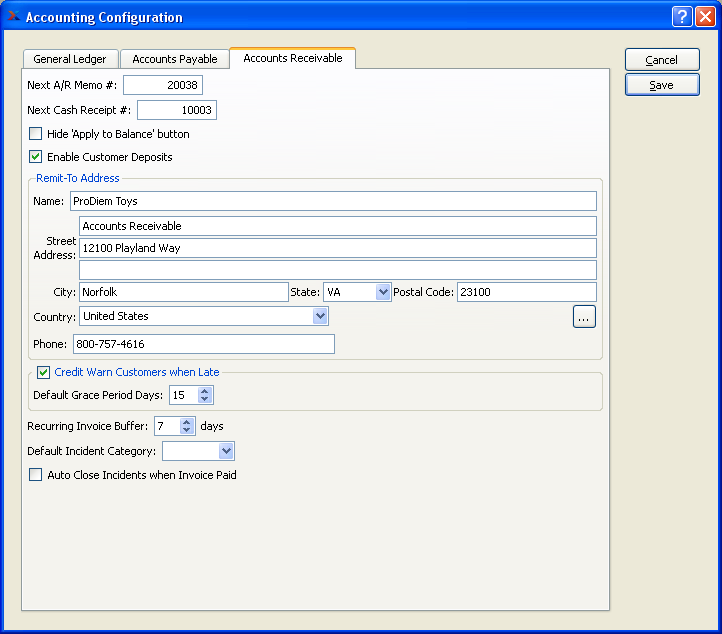 Accounting Configuration
General Ledger Accounts Payable Accounts Receivable
Cancel
Save
Next A/R Memo #: 20038
Next Cash Receipt #: 10003
Hide 'Apply to Balance' button
Enable Customer Deposits
Remit-To Address
Name: ProDiem Toys
Accounts Receivable
Street Address: 12100 Playland Way
City: Norfolk State: VA Postal Code: 23100
Country: United States ...
Phone: 800-757-4616
Credit Warn Customers when Late
Default Grace Period Days: 15
Recurring Invoice Buffer: 7 days
Default Incident Category:
Auto Close Incidents when Invoice Paid